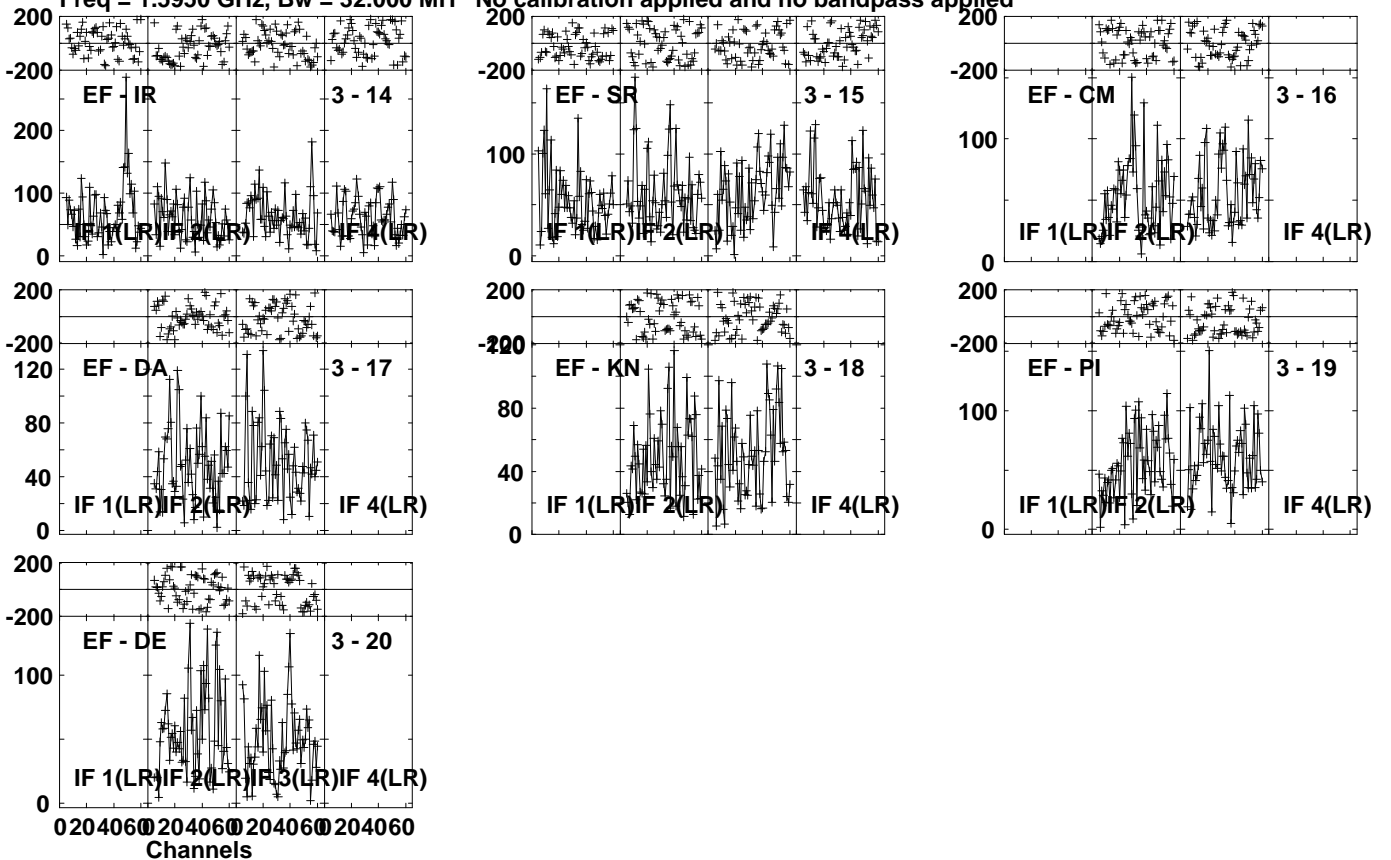 Freq = 1.5950 GHz, Bw = 32.000 MH No calibration applied and no bandpass applied
200
-200
EF - IR
3 - 14
200
100
0
IF 1(LR)
IF 2(LR)
IF 4(LR)
200
-200
EF - SR
3 - 15
100
0
IF 1(LR)
IF 2(LR)
IF 4(LR)
200
-200
EF - CM
3 - 16
100
0
IF 1(LR)
IF 2(LR)
IF 4(LR)
200
-200
EF - DA
3 - 17
120
80
40
0
IF 1(LR)
IF 2(LR)
IF 4(LR)
200
-200
120
EF - KN
3 - 18
80
40
0
IF 1(LR)
IF 2(LR)
IF 4(LR)
200
-200
EF - PI
3 - 19
100
0
IF 1(LR)
IF 2(LR)
IF 4(LR)
200
-200
EF - DE
3 - 20
100
0
IF 1(LR)
IF 2(LR)
IF 3(LR)
IF 4(LR)
0 20 40 60 0 20 40 60 0 20 40 60 0 20 40 60
Channels